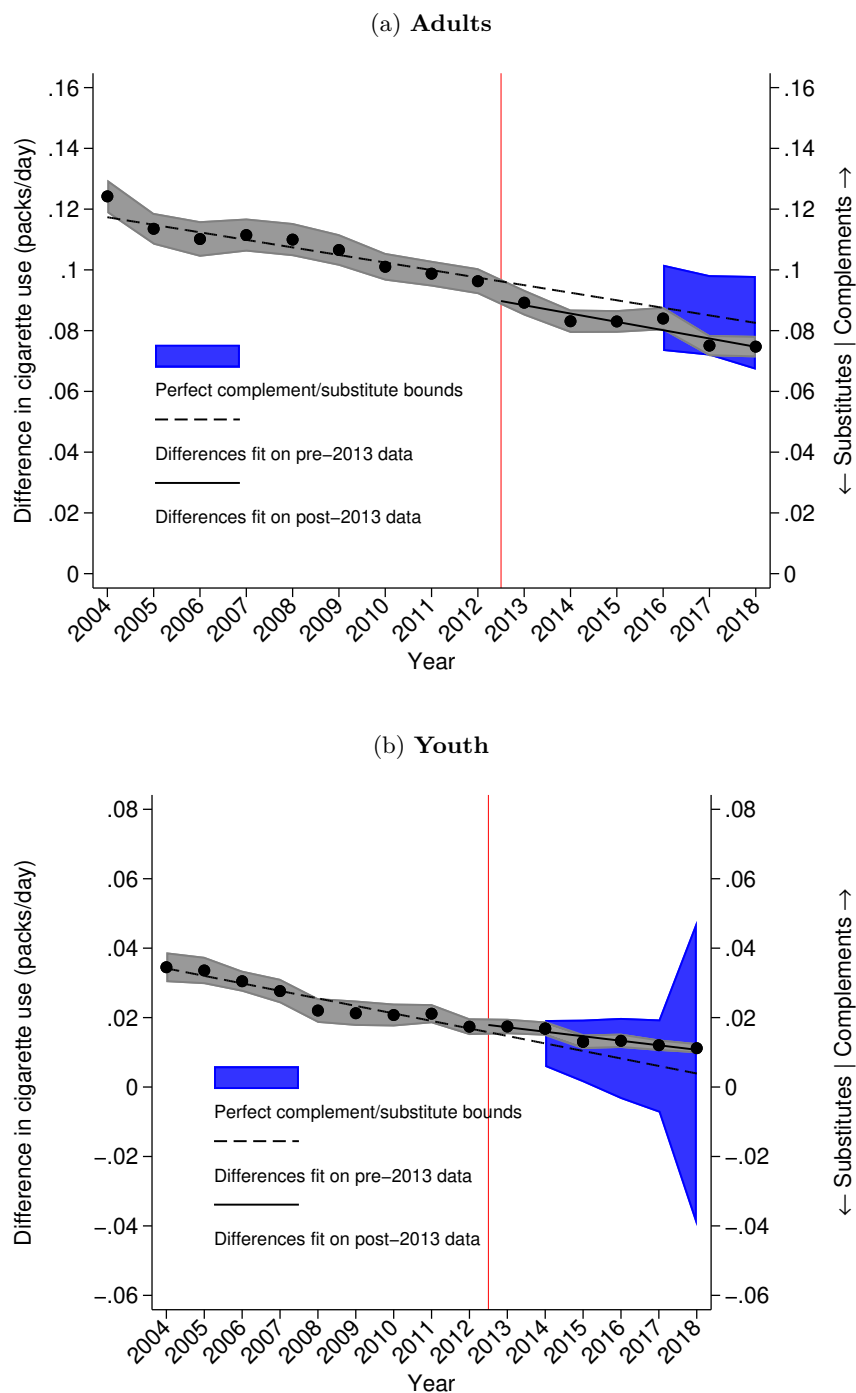 (a) Adults
Difference in cigarette use (packs/day)
.16
.14
.12
.1
.08
.06
.04
.02
0
Perfect complement/substitute bounds
Differences fit on pre−2013 data
Differences fit on post−2013 data
.16
.14
.12
.1
.08
.06
.04
.02
0
← Substitutes | Complements →
2004 2005 2006 2007 2008 2009 2010 2011 2012 2013 2014 2015 2016 2017 2018
Year
(b) Youth
Difference in cigarette use (packs/day)
.08
.06
.04
.02
0
−.02
−.04
−.06
Perfect complement/substitute bounds
Differences fit on pre−2013 data
Differences fit on post−2013 data
.08
.06
.04
.02
0
−.02
−.04
−.06
← Substitutes | Complements →
2004 2005 2006 2007 2008 2009 2010 2011 2012 2013 2014 2015 2016 2017 2018
Year